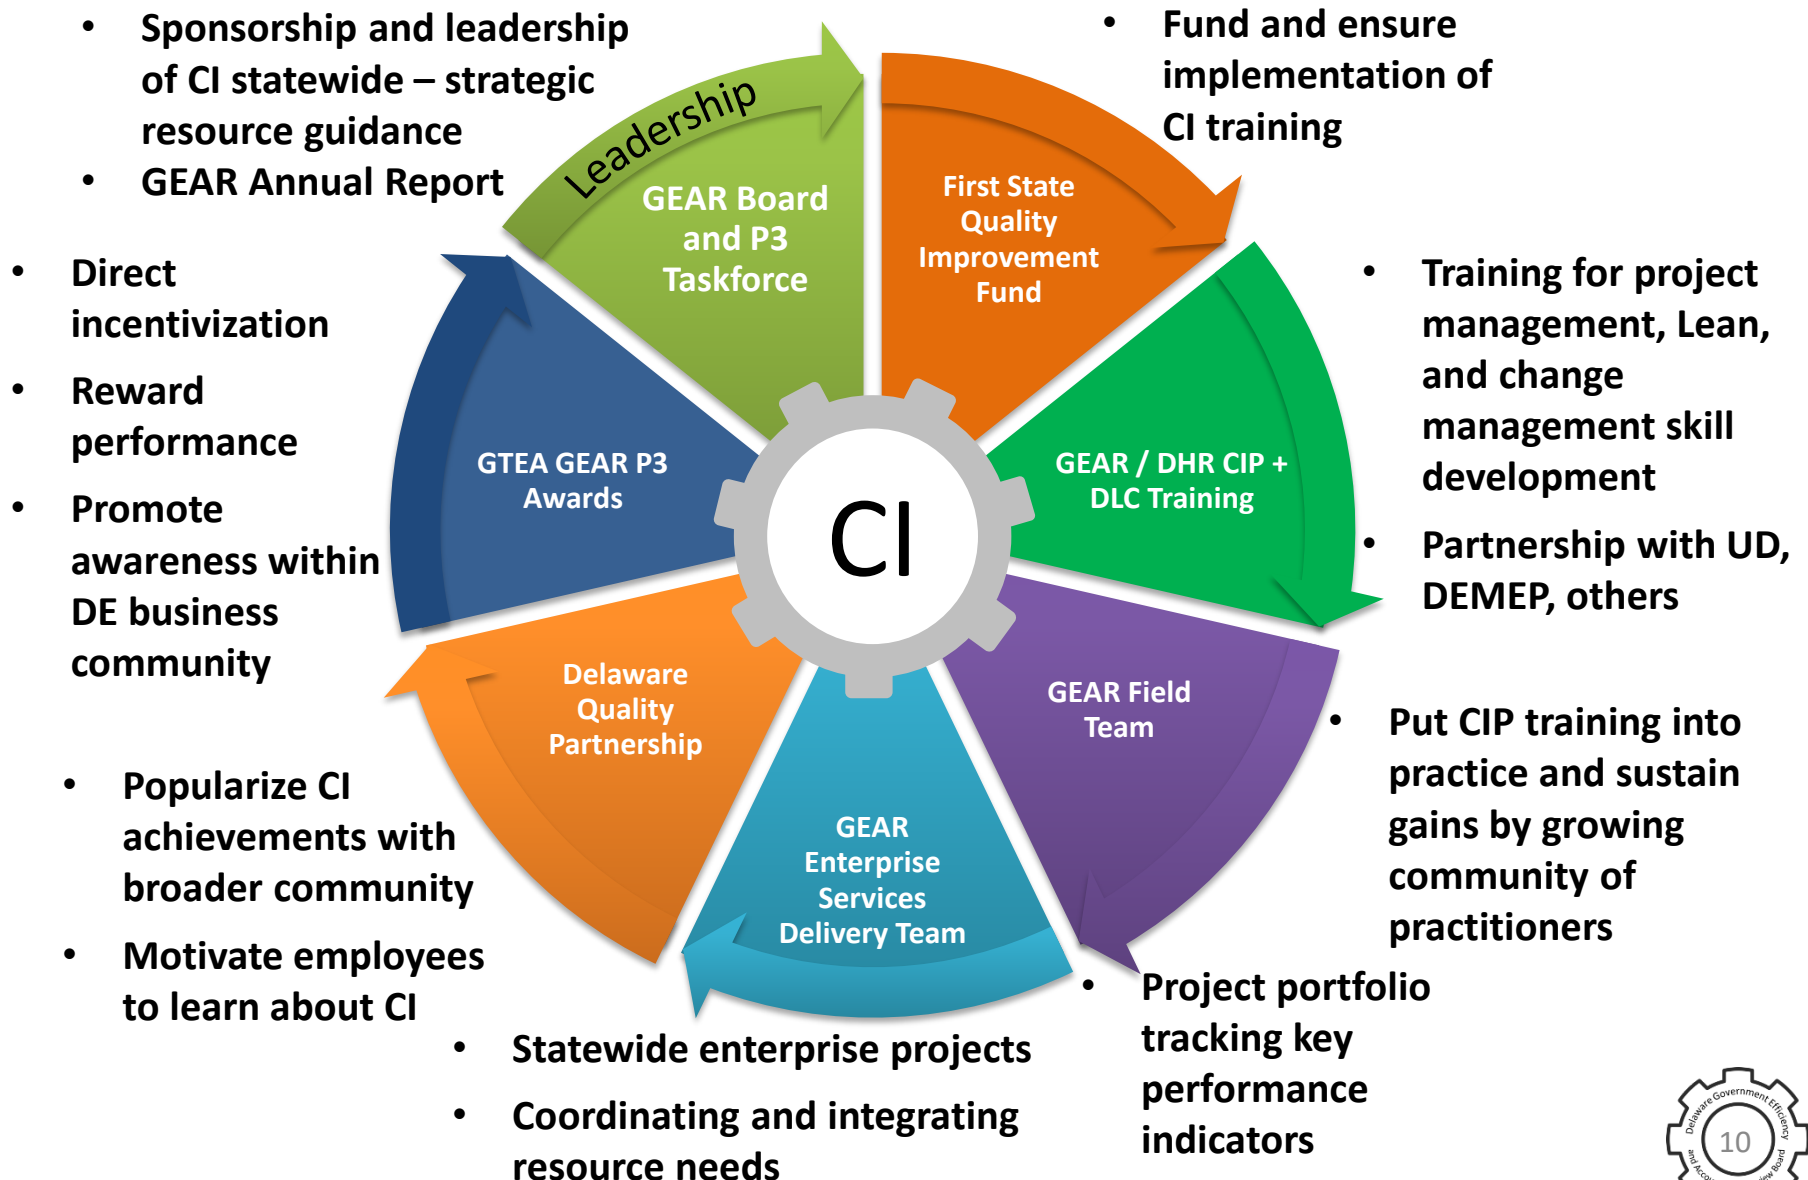 • Sponsorship and leadership
of CI statewide – strategic
resource guidance
• GEAR Annual Report
• Fund and ensure
implementation of
CI training
Leadership
GEAR Board
and P3
Taskforce
First State
Quality
Improvement
Fund
• Direct
incentivization
• Reward
performance
• Promote
awareness within
DE business
community
GTEA GEAR P3
Awards
CI
GEAR / DHR CIP +
DLC Training
• Training for project
management, Lean,
and change
management skill
development
• Partnership with UD,
DEMEP, others
Delaware
Quality
Partnership
GEAR Field
Team
GEAR
Enterprise
Services
Delivery Team
• Popularize CI
achievements with
broader community
• Motivate employees
to learn about CI
• Put CIP training into
practice and sustain
gains by growing
community of
practitioners
• Statewide enterprise projects
• Coordinating and integrating
resource needs
• Project portfolio
tracking key
performance
indicators
Delaware Government Efficiency
10
and
Board